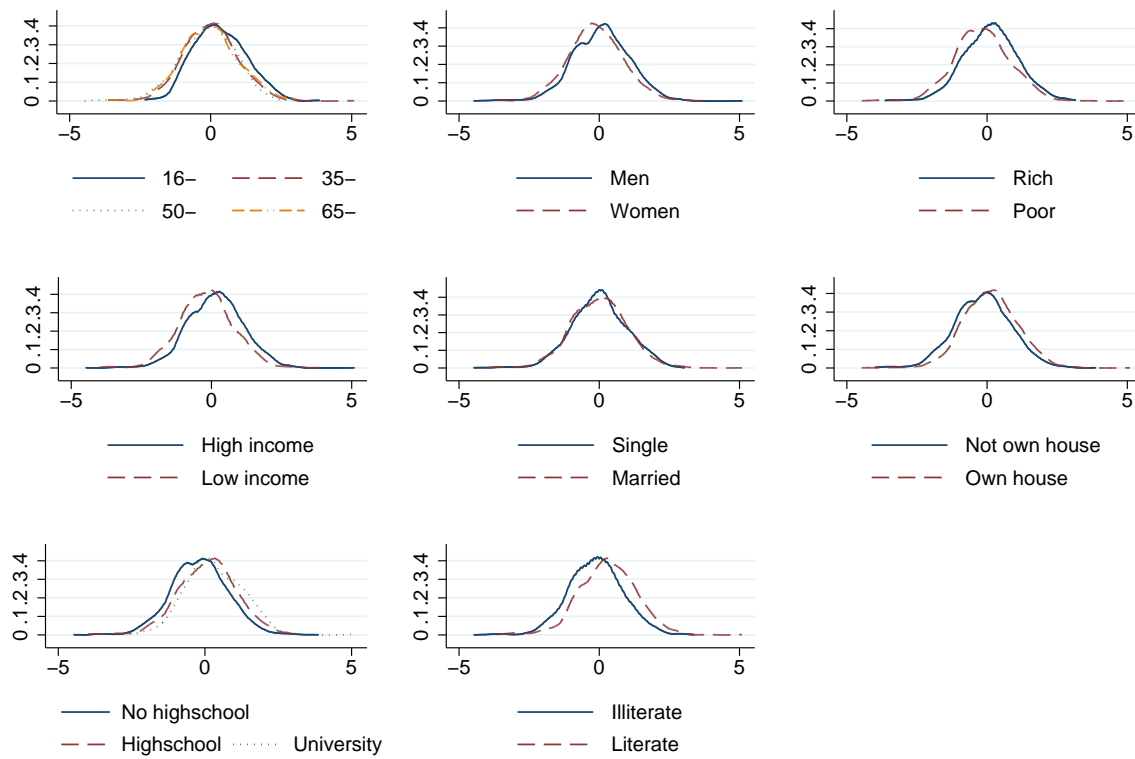 0 .1.2.3.4
−5 0 5
16− 35−
50− 65−
0 .1.2.3.4
−5 0 5
Men
Women
0 .1.2.3.4
−5 0 5
Rich
Poor
0 .1.2.3.4
−5 0 5
High income
Low income
0 .1.2.3.4
−5 0 5
Single
Married
0 .1.2.3.4
−5 0 5
Not own house
Own house
0 .1.2.3.4
−5 0 5
No highschool
Highschool University
0 .1.2.3.4
−5 0 5
Illiterate
Literate